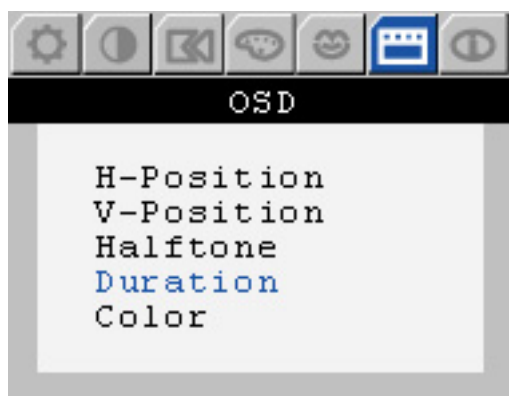 OSD
H-Position
V-Position
Halftone
Duration
Color